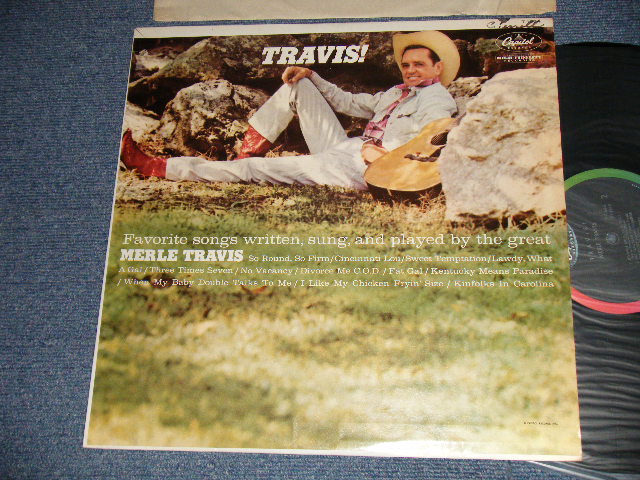 TRAVIS!
Capitol
HIGH FIDELITY
Favorite songs written, sung, and played by the great
MERLE TRAVIS So Round, So Firm/Cincinnati Lou/Sweet Temptation/Lawdy, What
A Gal/Three Times Seven/No Vacancy/Divorce Me C.O.D./Fat Gal/Kentucky Means Paradise
/When My Baby Double Talks To Me/I Like My Chicken Fryin' Size/Kinfolks In Carolina